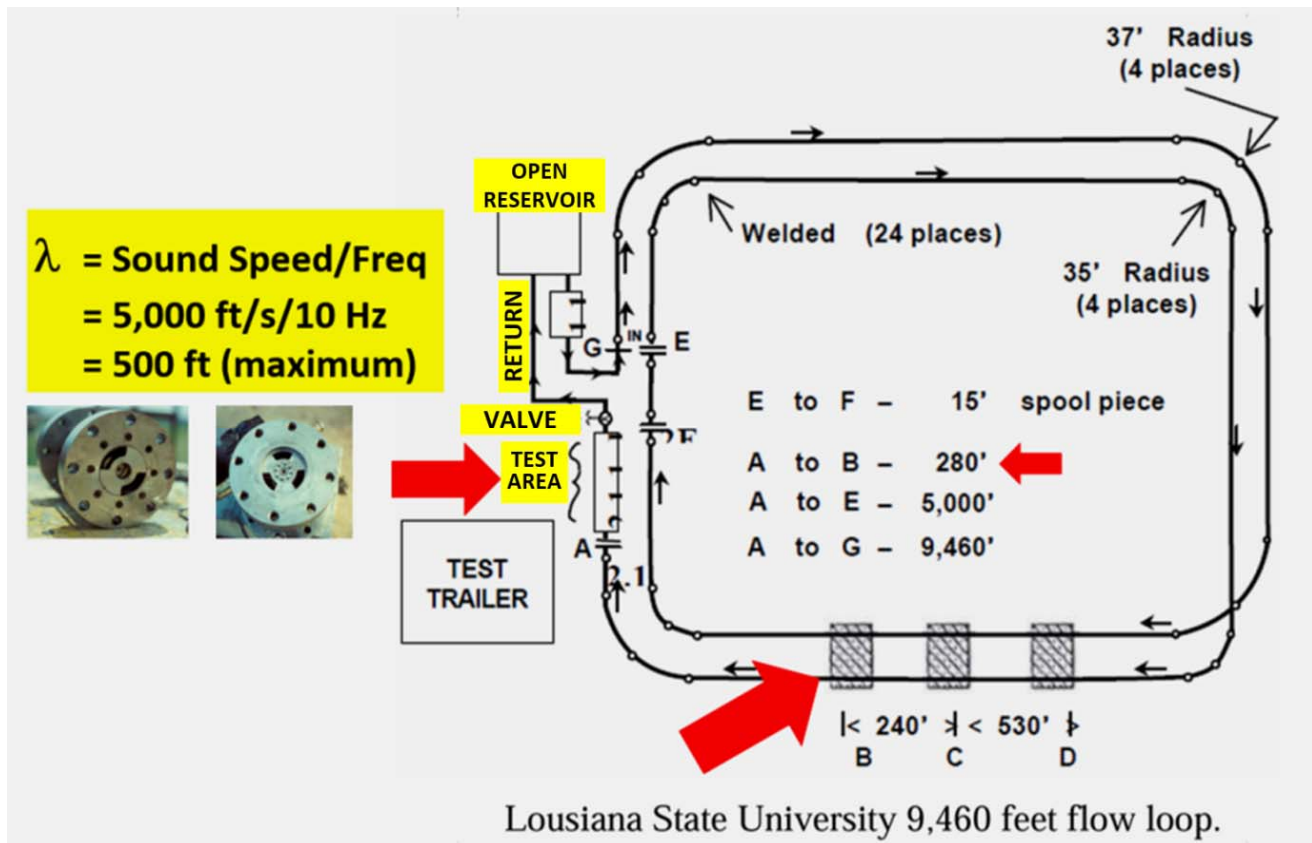 37' Radius
(4 places)
OPEN
RESERVOIR
λ = Sound Speed/Freq
= 5,000 ft/s/10 Hz
= 500 ft (maximum)
Welded (24 places)
35' Radius
(4 places)
RETURN
G
IN
E
VALVE
TEST
AREA
E to F – 15' spool piece
A to B – 280'
A to E – 5,000'
A to G – 9,460'
A
2.1
TEST
TRAILER
|< 240' >|< 530' >|
B C D
Lousiana State University 9,460 feet flow loop.